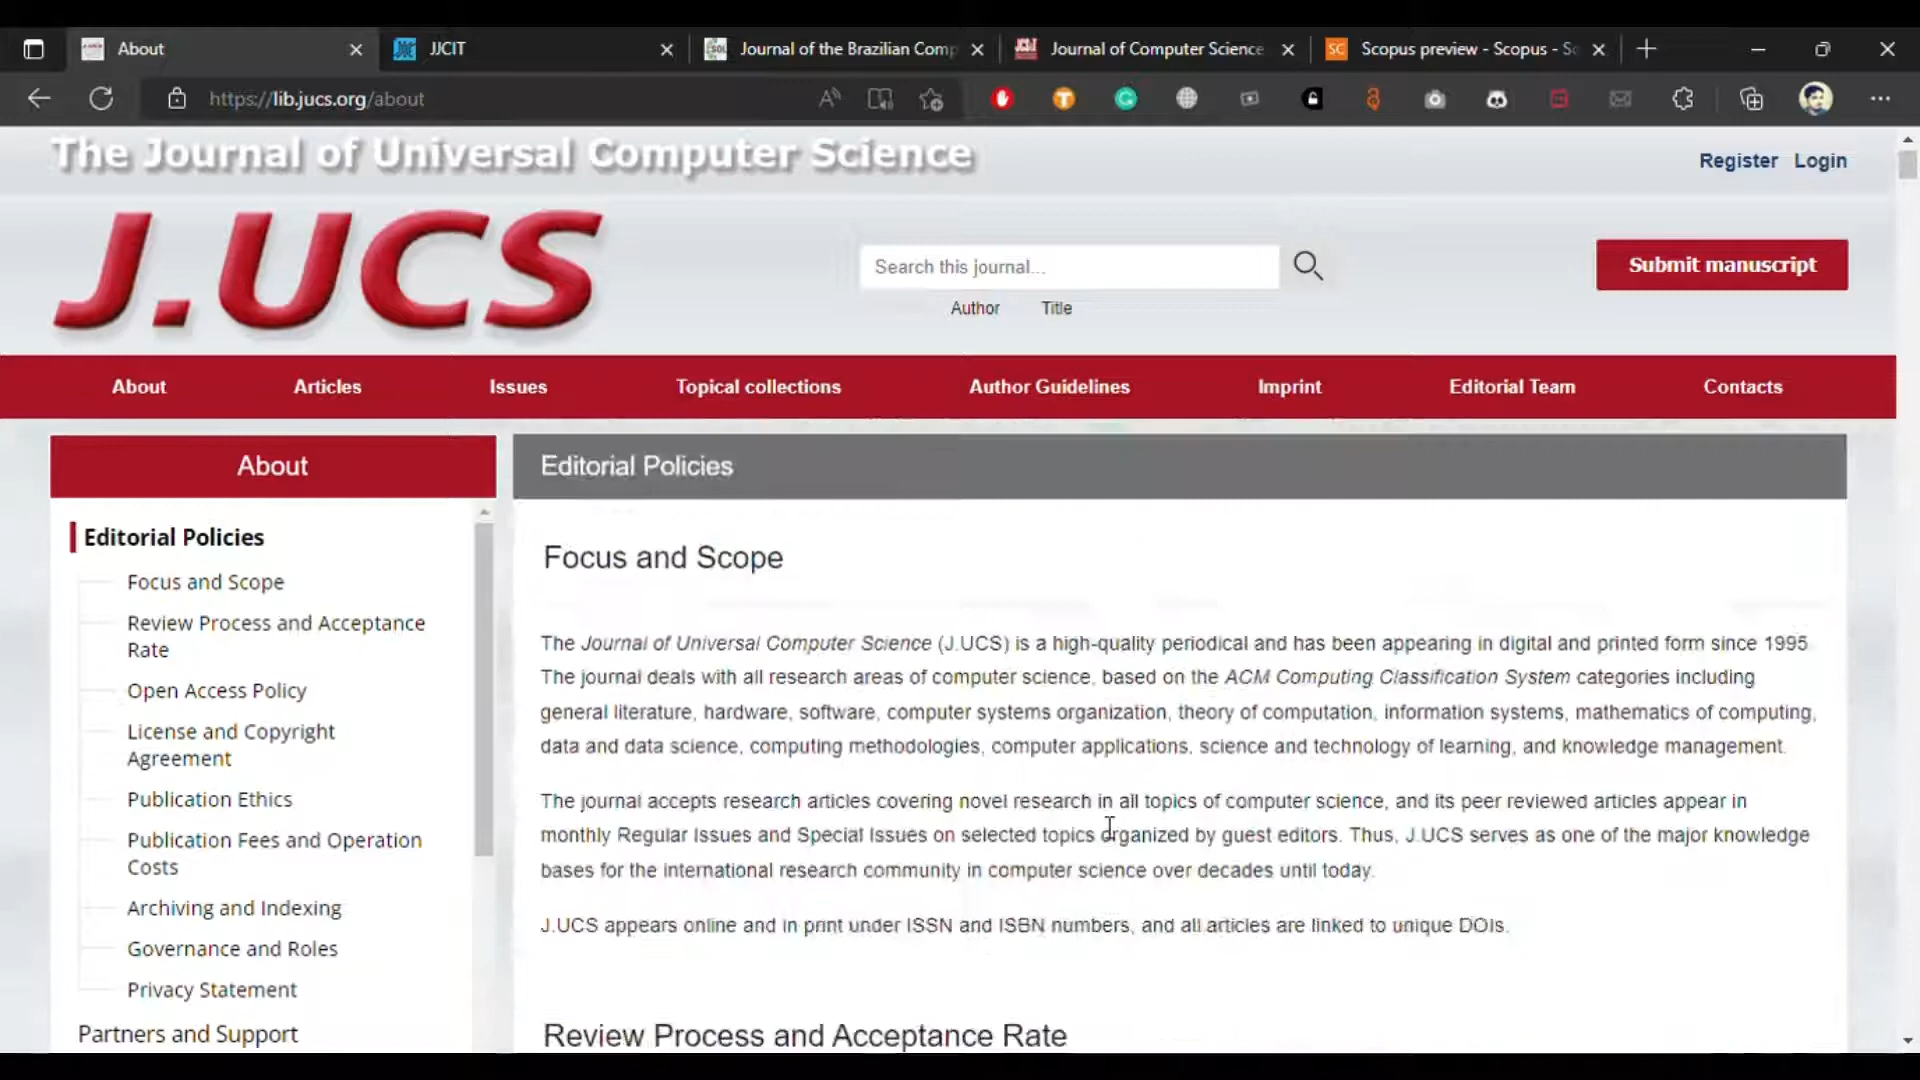 About
JJCIT
Journal of the Brazilian Comp
Journal of Computer Science
Scopus preview - Scopus - Sc
https://lib.jucs.org/about
The Journal of Universal Computer Science
Register Login
J.UCS
Search this journal...
Author Title
Submit manuscript
About Articles Issues Topical collections Author Guidelines Imprint Editorial Team Contacts
About
Editorial Policies
Focus and Scope
Review Process and Acceptance
Rate
Open Access Policy
License and Copyright
Agreement
Publication Ethics
Publication Fees and Operation
Costs
Archiving and Indexing
Governance and Roles
Privacy Statement
Partners and Support
Editorial Policies
Focus and Scope
The Journal of Universal Computer Science (J.UCS) is a high-quality periodical and has been appearing in digital and printed form since 1995.
The journal deals with all research areas of computer science, based on the ACM Computing Classification System categories including
general literature, hardware, software, computer systems organization, theory of computation, information systems, mathematics of computing,
data and data science, computing methodologies, computer applications, science and technology of learning, and knowledge management.
The journal accepts research articles covering novel research in all topics of computer science, and its peer reviewed articles appear in
monthly Regular Issues and Special Issues on selected topics organized by guest editors. Thus, J.UCS serves as one of the major knowledge
bases for the international research community in computer science over decades until today.
J.UCS appears online and in print under ISSN and ISBN numbers, and all articles are linked to unique DOIs.
Review Process and Acceptance Rate